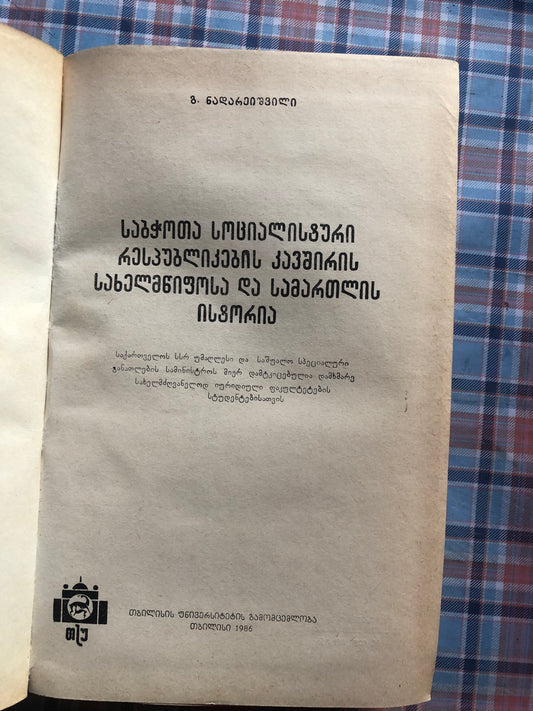 გ. ნადარეიშვილი
საბჭოთა სოციალისტური
რესპუბლიკების კავშირის
სახელმწიფოსა და სამართლის
ისტორია
საქართველოს სსრ უმაღლესი და საშუალო სპეციალური
განათლების სამინისტროს მიერ დამტკიცებულია დამხმარე
სახელმძღვანელოდ იურიდიული ფაკულტეტების
სტუდენტებისათვის
თსუ
თბილისის უნივერსიტეტის გამომცემლობა
თბილისი 1986